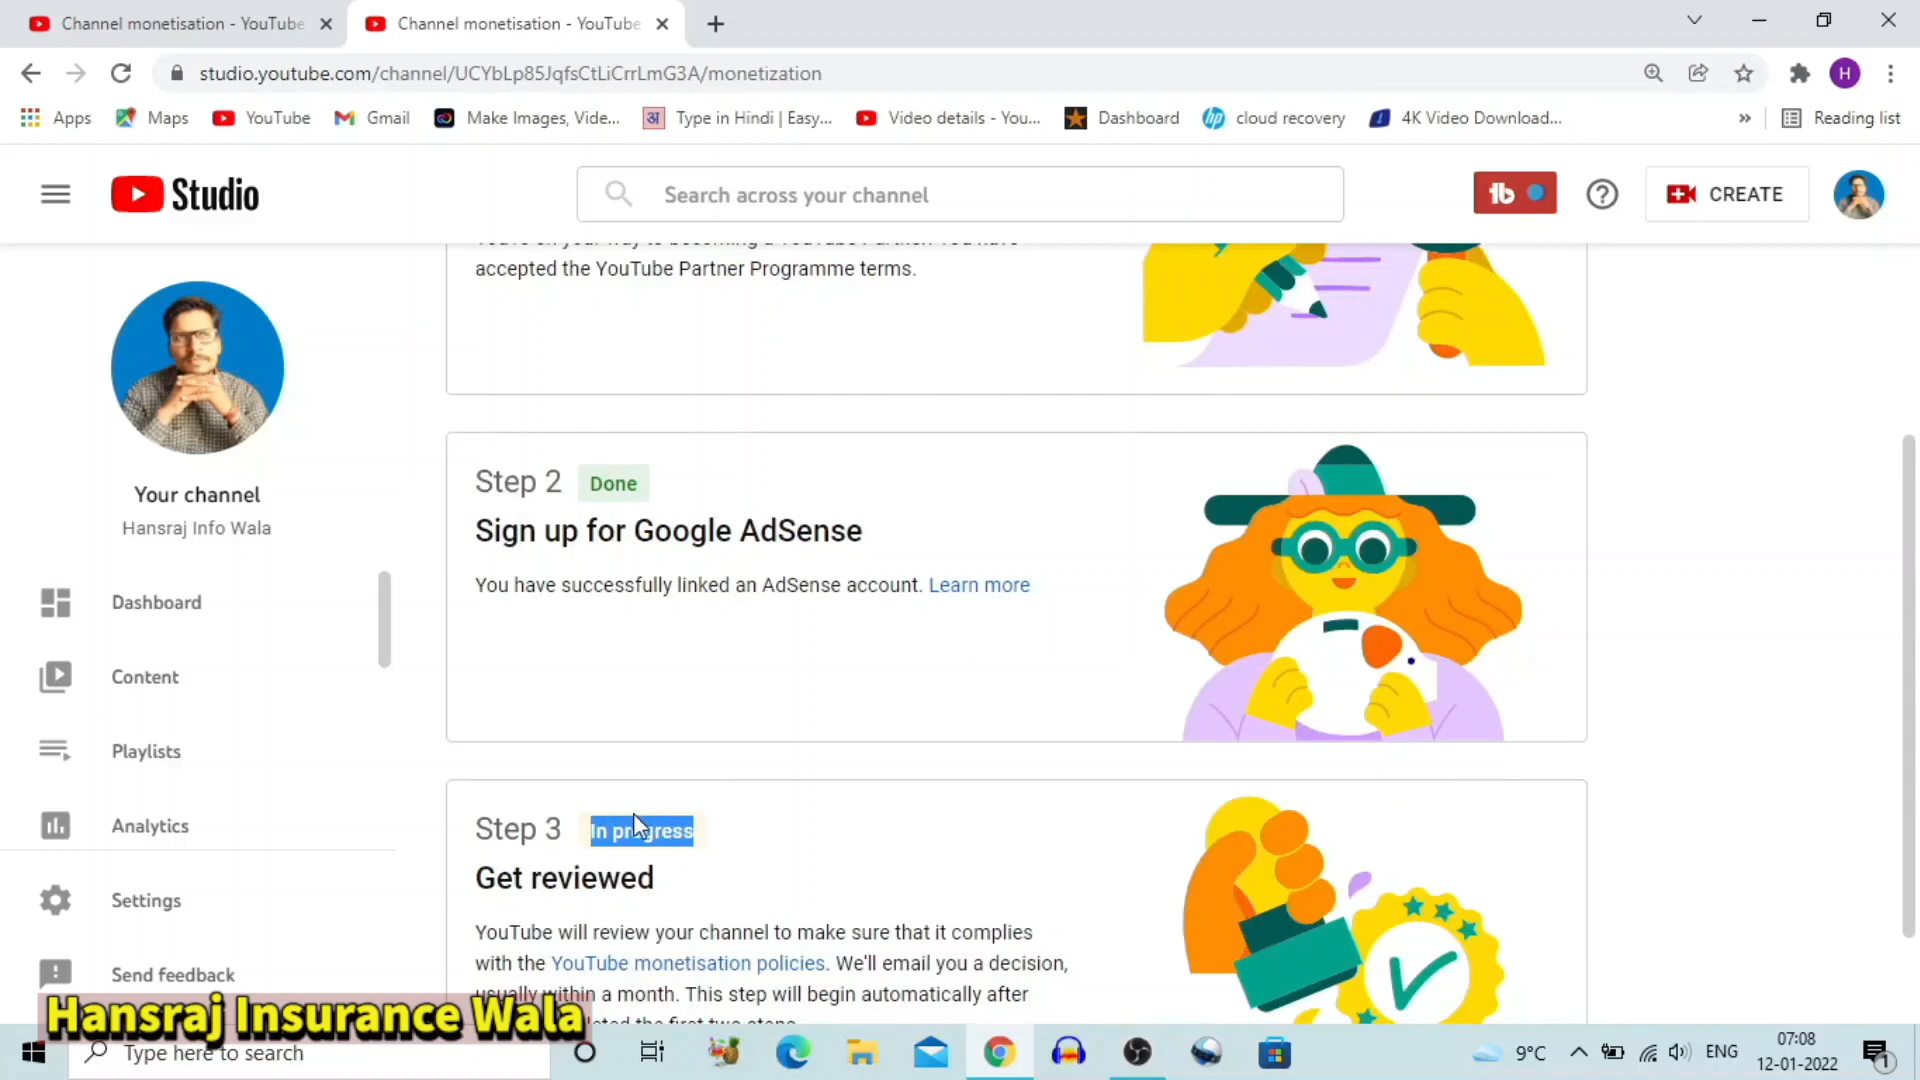 Channel monetisation - YouTube
Channel monetisation - YouTube
studio.youtube.com/channel/UCYbLp85JqfsCtLiCrrLmG3A/monetization
H
Apps
Maps
YouTube
Gmail
Make Images, Vide...
Type in Hindi | Easy...
Video details - You...
Dashboard
cloud recovery
4K Video Download...
»
Reading list
Studio
Search across your channel
tb
CREATE
accepted the YouTube Partner Programme terms.
Your channel
Hansraj Info Wala
Dashboard
Content
Playlists
Analytics
Settings
Send feedback
Step 2 Done
Sign up for Google AdSense
You have successfully linked an AdSense account. Learn more
Step 3 In progress
Get reviewed
YouTube will review your channel to make sure that it complies
with the YouTube monetisation policies. We'll email you a decision,
usually within a month. This step will begin automatically after
Hansraj Insurance Wala
Type here to search
9°C
ENG
07:08
12-01-2022
1